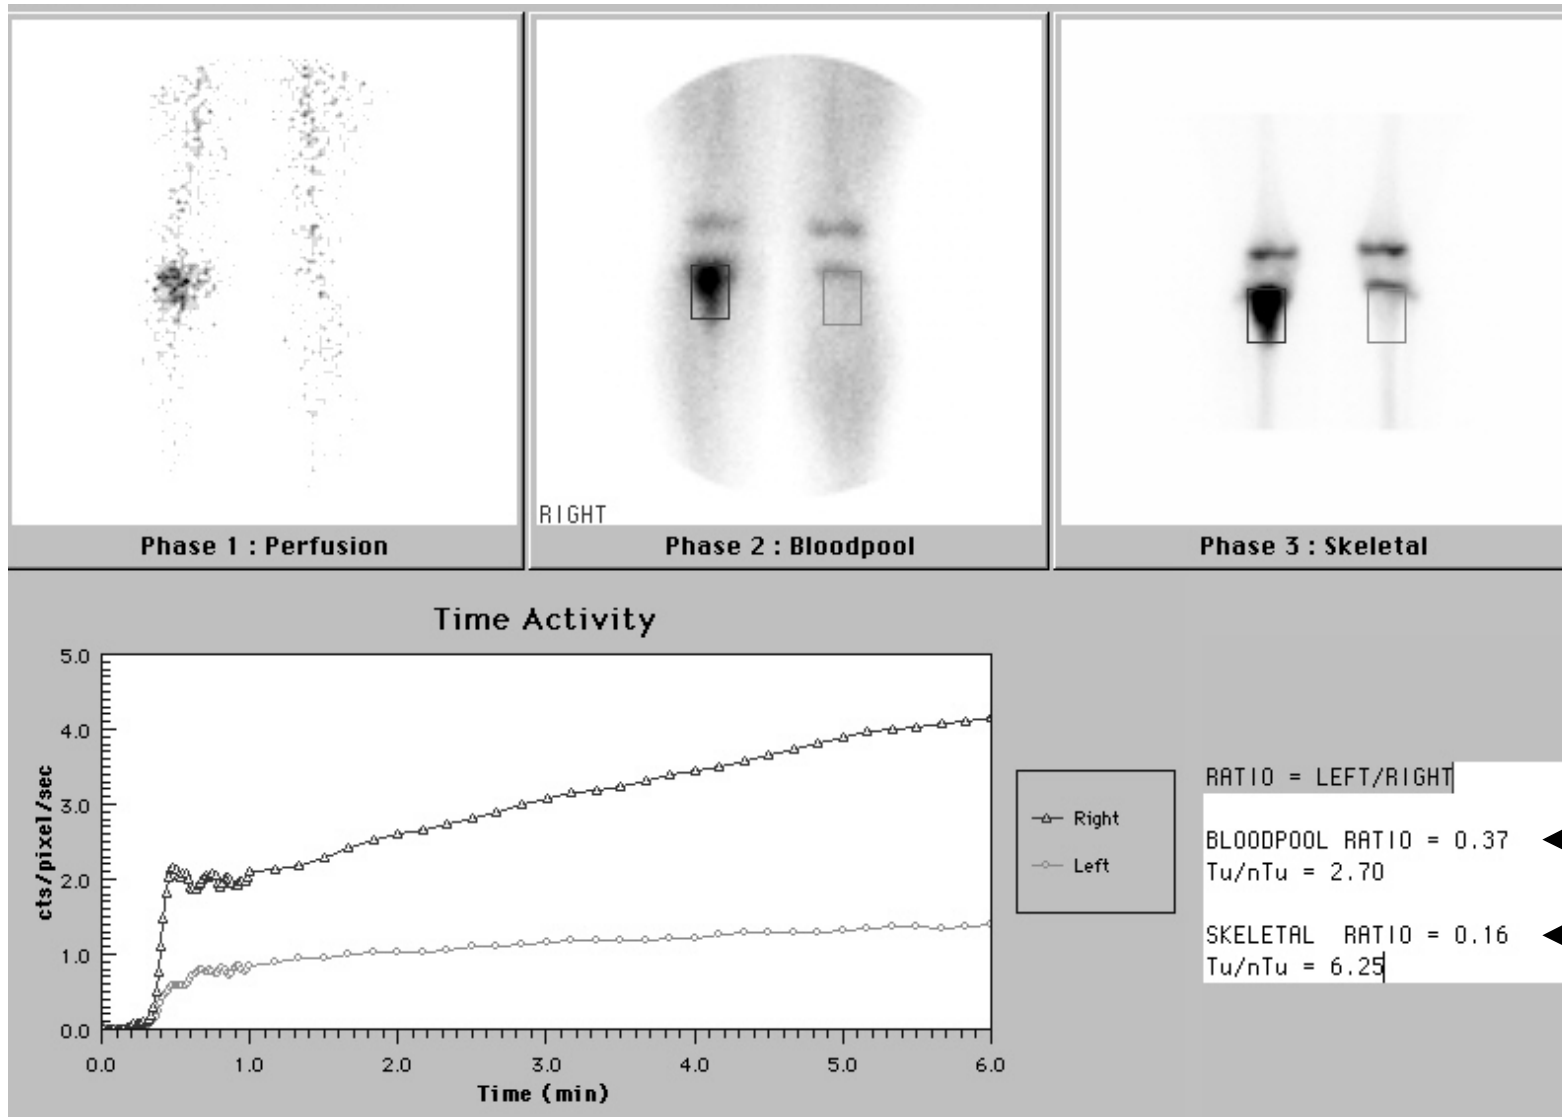 RIGHT
Phase 1 : Perfusion
Phase 2 : Bloodpool
Phase 3 : Skeletal
Time Activity
5.0
4.0
3.0
2.0
1.0
0.0
cts/pixel/sec
0.0 1.0 2.0 3.0 4.0 5.0 6.0
Time (min)
Right
Left
RATIO = LEFT/RIGHT
BLOODPOOL RATIO = 0.37
Tu/nTu = 2.70
SKELETAL RATIO = 0.16
Tu/nTu = 6.25